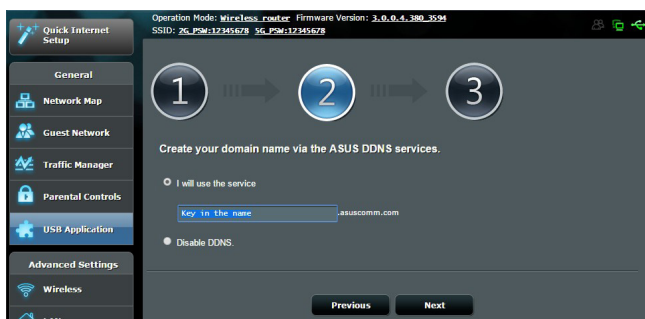 Quick Internet
Setup
Operation Mode: Wireless router Firmware Version: 3.0.0.4.380_3594
SSID: 2G_PSW:12345678 5G_PSW:12345678
General
Network Map
Guest Network
Traffic Manager
Parental Controls
USB Application
Advanced Settings
Wireless
1
2
3
Create your domain name via the ASUS DDNS services.
I will use the service
Key in the name .asuscomm.com
Disable DDNS.
Previous Next